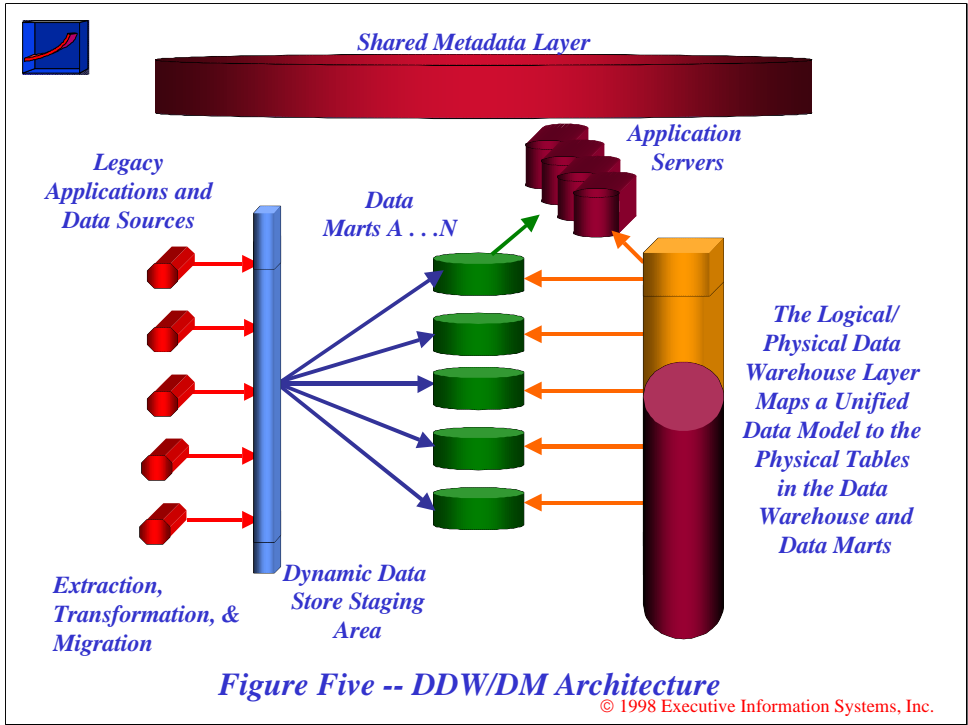 Shared Metadata Layer
Application
Servers
Legacy
Applications and
Data Sources
Data
Marts A . . .N
The Logical/
Physical Data
Warehouse Layer
Maps a Unified
Data Model to the
Physical Tables
in the Data
Warehouse and
Data Marts
Extraction,
Transformation, &
Migration
Dynamic Data
Store Staging
Area
Figure Five -- DDW/DM Architecture
© 1998 Executive Information Systems, Inc.